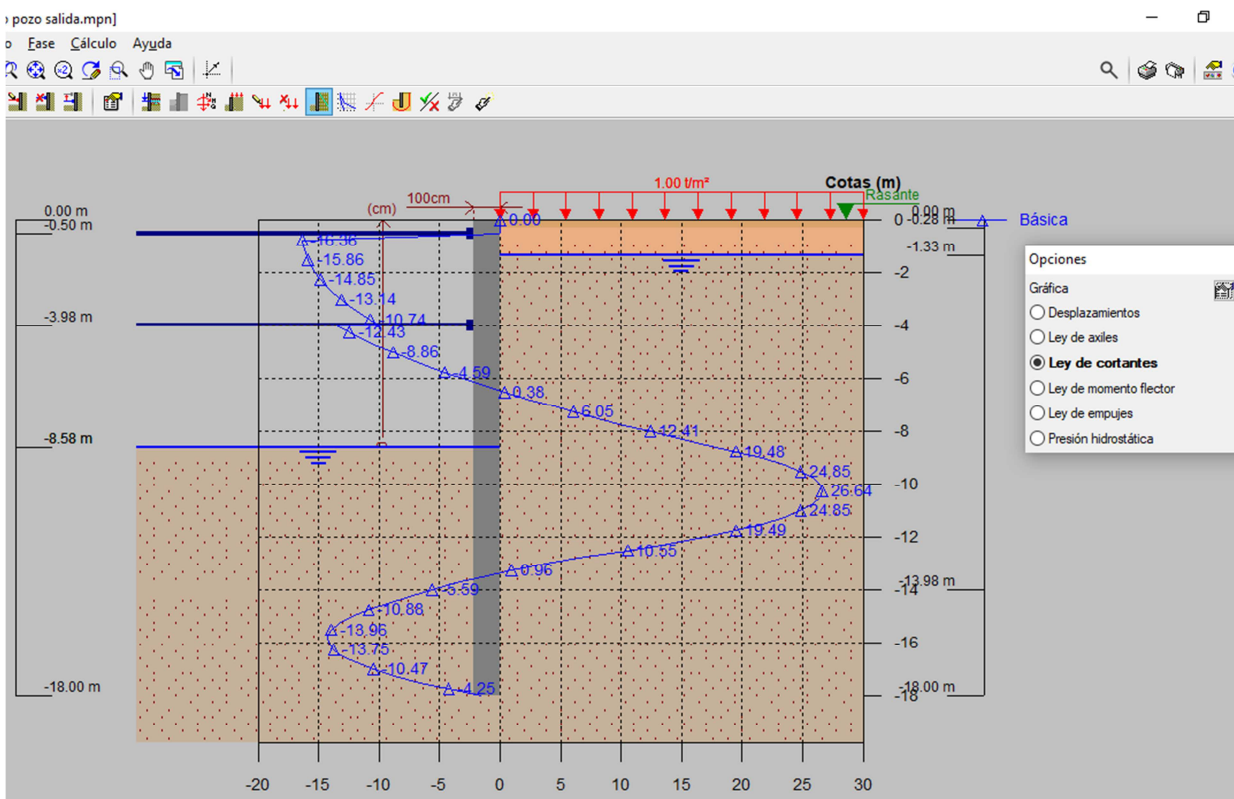 o pozo salida.mpn]
o Fase Cálculo Ayuda
1.00 t/m²
Cotas (m)
Rasante
100cm
(cm)
0.00 m
-0.50 m
-3.98 m
-8.58 m
-18.00 m
0.00
-16.36
-15.86
-14.85
-13.14
-10.74
-12.43
-8.86
-4.59
0.38
6.05
12.41
19.48
24.85
26.64
24.85
19.49
10.55
0.96
-5.59
-10.88
-13.96
-13.75
-10.47
-4.25
0
-2
-4
-6
-8
-10
-12
-14
-16
-18
0.00 m
-0.28 m
-1.33 m
-13.98 m
-18.00 m
Básica
-20 -15 -10 -5 0 5 10 15 20 25 30
Opciones
Gráfica
Desplazamientos
Ley de axiles
Ley de cortantes
Ley de momento flector
Ley de empujes
Presión hidrostática